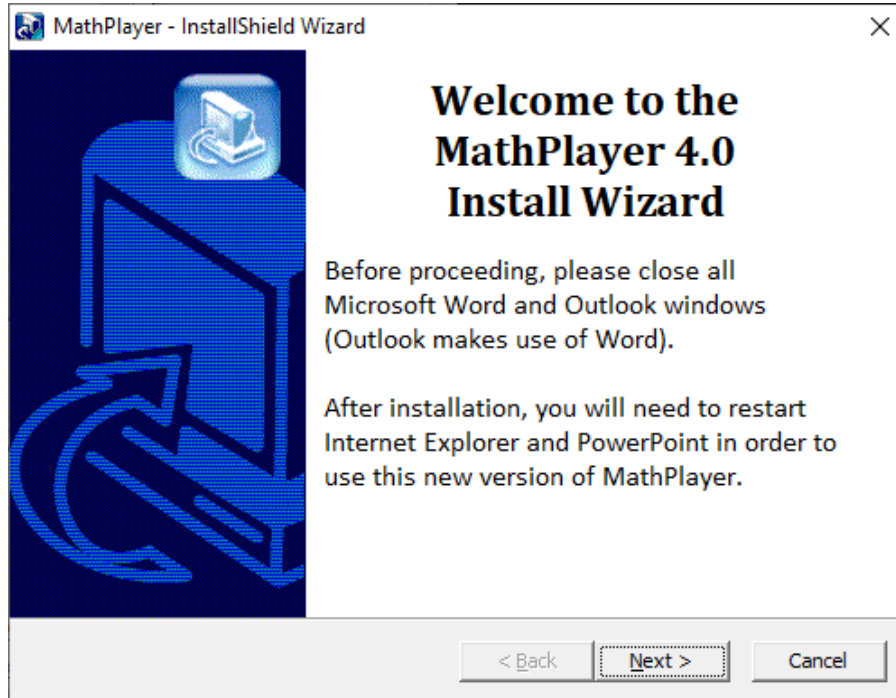 MathPlayer - InstallShield Wizard
Welcome to the
MathPlayer 4.0
Install Wizard
Before proceeding, please close all
Microsoft Word and Outlook windows
(Outlook makes use of Word).
After installation, you will need to restart
Internet Explorer and PowerPoint in order to
use this new version of MathPlayer.
< Back
Next >
Cancel